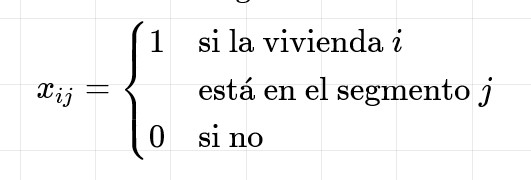 1 si la vivienda i
x_{ij} = { está en el segmento j
0 si no